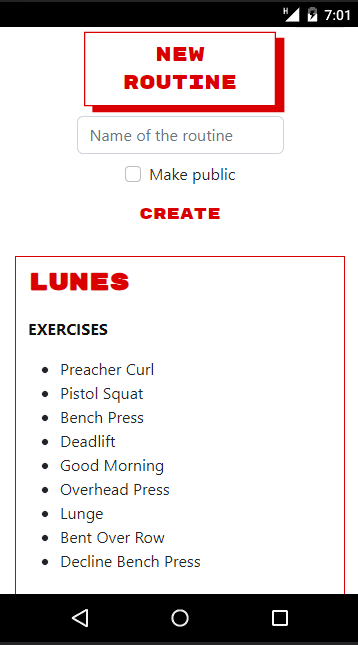 H 7:01
NEW
ROUTINE
Name of the routine
Make public
CREATE
LUNES
EXERCISES
Preacher Curl
Pistol Squat
Bench Press
Deadlift
Good Morning
Overhead Press
Lunge
Bent Over Row
Decline Bench Press